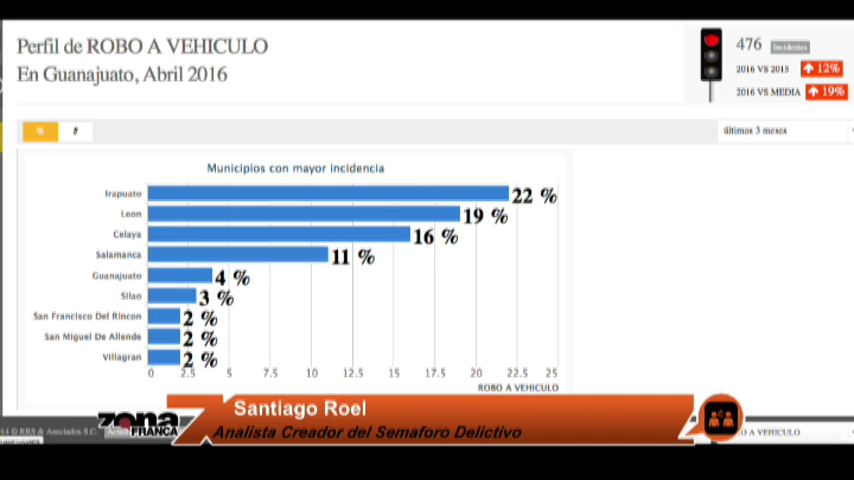 Perfil de ROBO A VEHICULO
En Guanajuato, Abril 2016
476 Incidentes
2016 VS 2015 12%
2016 VS MEDIA 19%
% #
últimos 3 meses
Municipios con mayor incidencia
Irapuato 22 %
Leon 19 %
Celaya 16 %
Salamanca 11 %
Guanajuato 4 %
Silao 3 %
San Francisco Del Rincon 2 %
San Miguel De Allende 2 %
Villagran 2 %
0 2.5 5 7.5 10 12.5 15 17.5 20 22.5 25
ROBO A VEHICULO
Santiago Roel
Analista Creador del Semaforo Delictivo
zona
FRANCA
14 © RRS & Asociados S.C.
O A VEHICULO